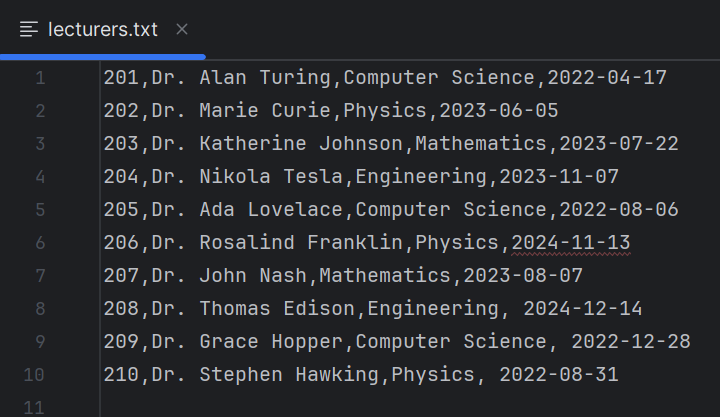 lecturers.txt
1 201,Dr. Alan Turing,Computer Science,2022-04-17
2 202,Dr. Marie Curie,Physics,2023-06-05
3 203,Dr. Katherine Johnson,Mathematics,2023-07-22
4 204,Dr. Nikola Tesla,Engineering,2023-11-07
5 205,Dr. Ada Lovelace,Computer Science,2022-08-06
6 206,Dr. Rosalind Franklin,Physics,2024-11-13
7 207,Dr. John Nash,Mathematics,2023-08-07
8 208,Dr. Thomas Edison,Engineering, 2024-12-14
9 209,Dr. Grace Hopper,Computer Science, 2022-12-28
10 210,Dr. Stephen Hawking,Physics, 2022-08-31
11